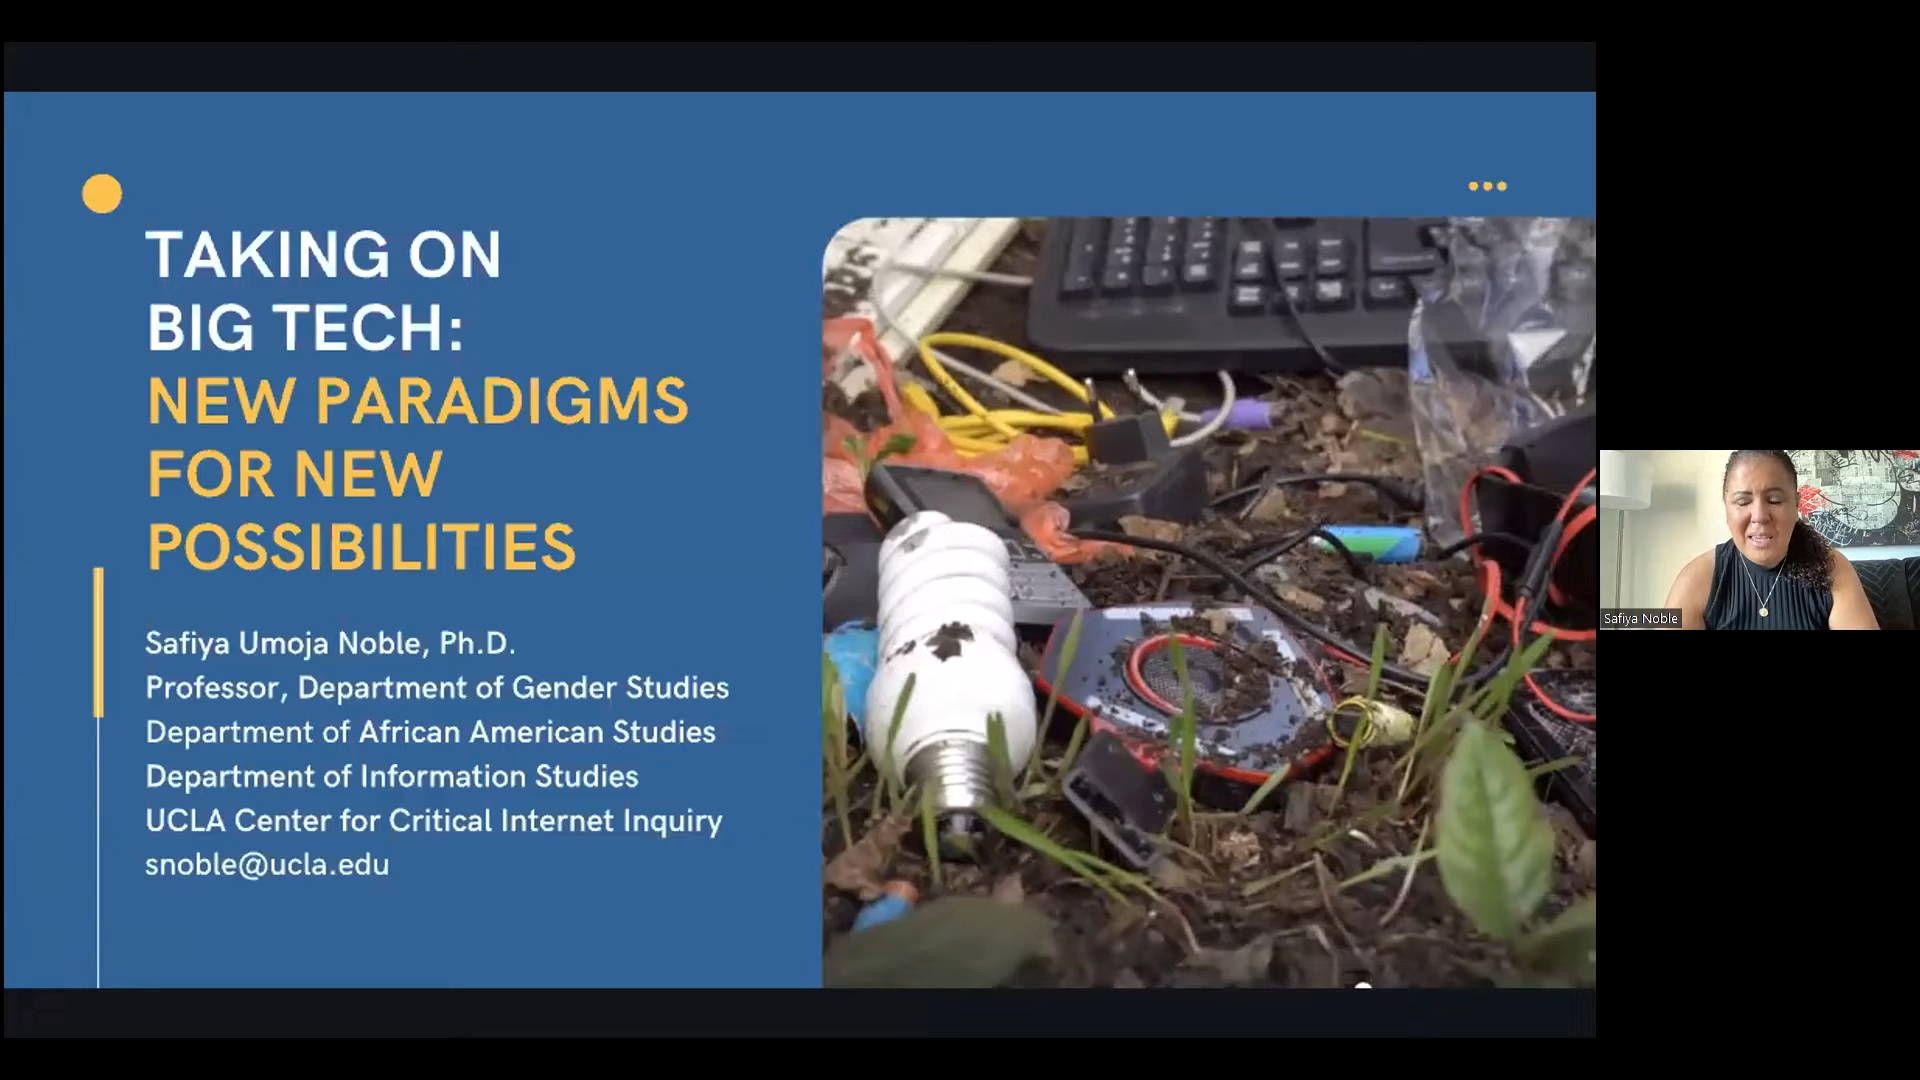 TAKING ON
BIG TECH:
NEW PARADIGMS
FOR NEW
POSSIBILITIES
Safiya Umoja Noble, Ph.D.
Professor, Department of Gender Studies
Department of African American Studies
Department of Information Studies
UCLA Center for Critical Internet Inquiry
snoble@ucla.edu
Safiya Noble